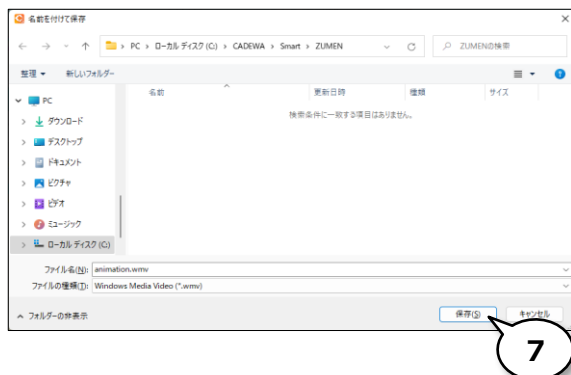 名前を付けて保存
PC › ローカル ディスク (C:) › CADEWA › Smart › ZUMEN
ZUMENの検索
整理 新しいフォルダー
名前 更新日時 種類 サイズ
検索条件に一致する項目はありません。
PC
ダウンロード
デスクトップ
ドキュメント
ピクチャ
ビデオ
ミュージック
ローカル ディスク (C:)
ファイル名(N): animation.wmv
ファイルの種類(T): Windows Media Video (*.wmv)
フォルダーの非表示 保存(S) キャンセル
7